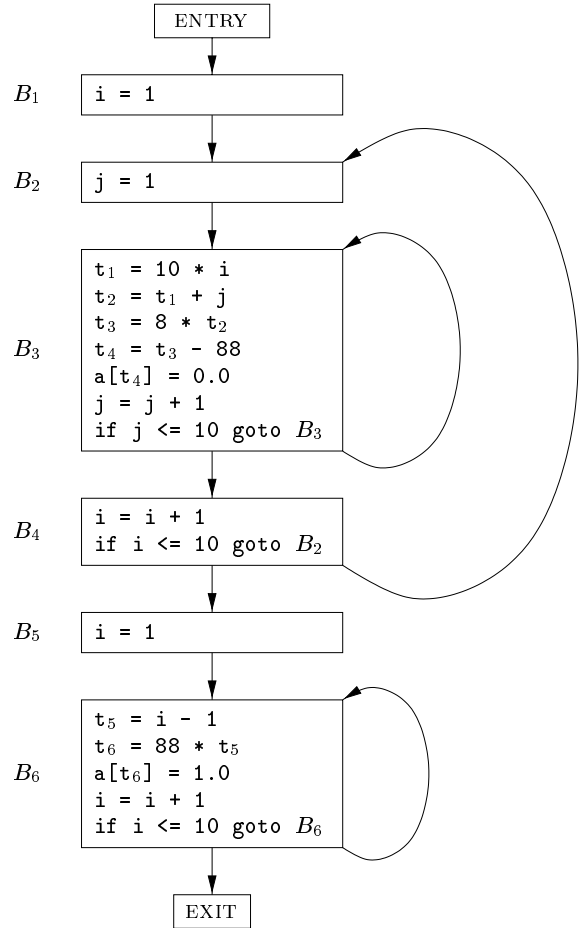 ENTRY
B₁
i = 1
B₂
j = 1
B₃
t₁ = 10 * i
t₂ = t₁ + j
t₃ = 8 * t₂
t₄ = t₃ - 88
a[t₄] = 0.0
j = j + 1
if j <= 10 goto B₃
B₄
i = i + 1
if i <= 10 goto B₂
B₅
i = 1
B₆
t₅ = i - 1
t₆ = 88 * t₅
a[t₆] = 1.0
i = i + 1
if i <= 10 goto B₆
EXIT